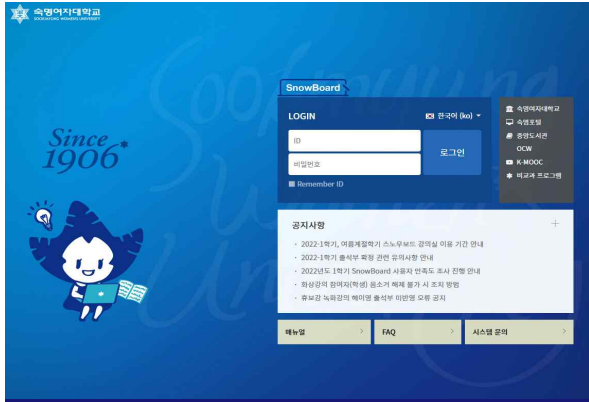 숙명여자대학교
SOOKMYUNG WOMEN'S UNIVERSITY
Sookmyung
Women's
University
Since
1906*
SnowBoard
LOGIN
한국어 (ko)
ID
비밀번호
로그인
Remember ID
숙명여자대학교
숙명포털
중앙도서관
OCW
K-MOOC
비교과 프로그램
공지사항
+
· 2022-1학기, 여름계절학기 스노우보드 강의실 이용 기간 안내
· 2022-1학기 출석부 확정 관련 유의사항 안내
· 2022년도 1학기 SnowBoard 사용자 만족도 조사 진행 안내
· 화상강의 참여자(학생) 음소거 해제 불가 시 조치 방법
· 휴보강 녹화강의 헤이영 출석부 미반영 오류 공지
매뉴얼 >
FAQ >
시스템 문의 >